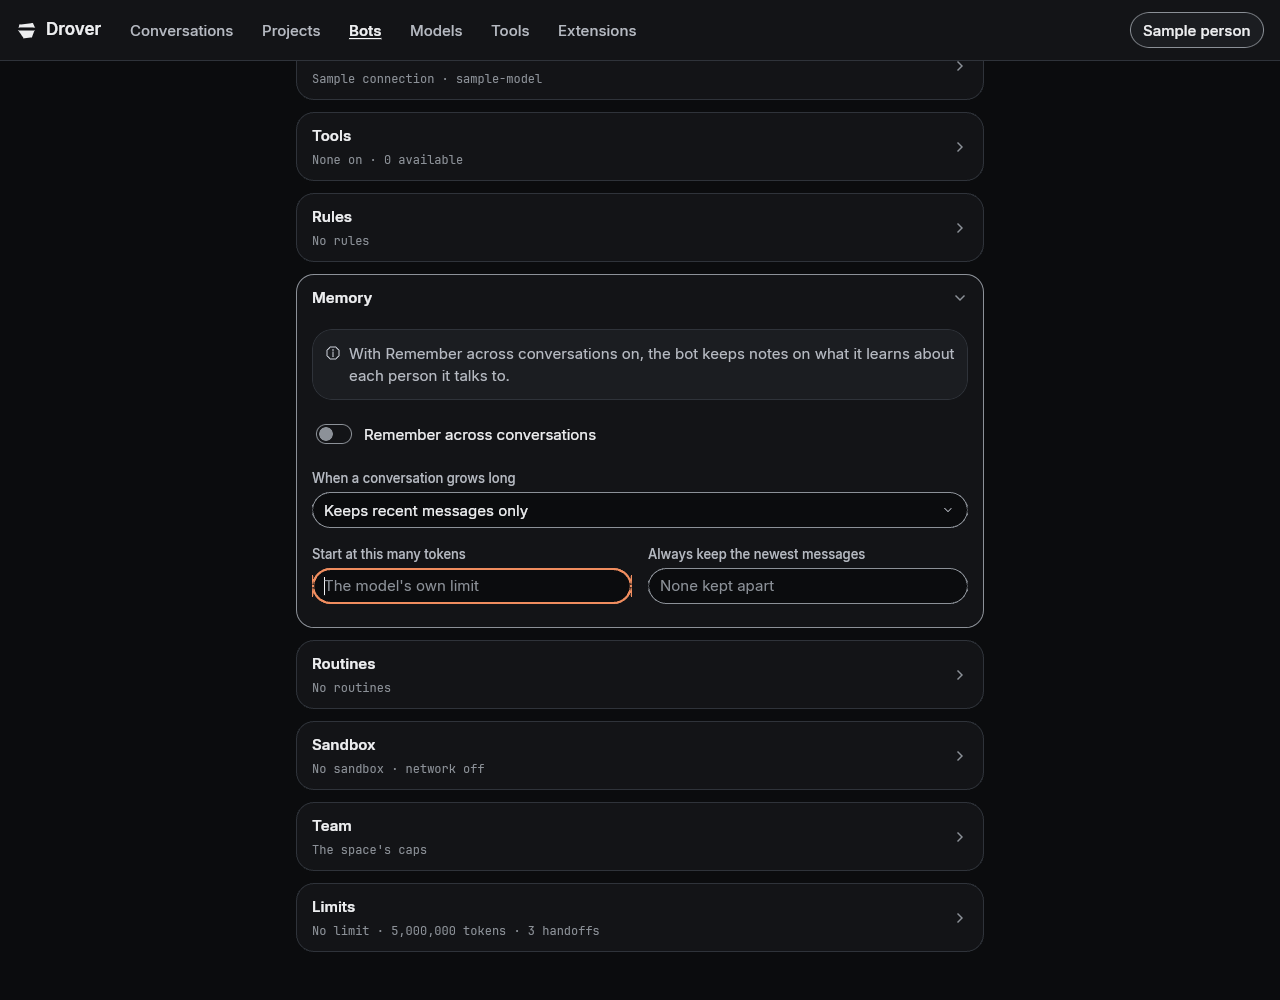 Drover
Conversations
Projects
Bots
Models
Tools
Extensions
Sample person
Sample connection · sample-model
Tools
None on · 0 available
Rules
No rules
Memory
With Remember across conversations on, the bot keeps notes on what it learns about
each person it talks to.
Remember across conversations
When a conversation grows long
Keeps recent messages only
Start at this many tokens
Always keep the newest messages
The model's own limit
None kept apart
Routines
No routines
Sandbox
No sandbox · network off
Team
The space's caps
Limits
No limit · 5,000,000 tokens · 3 handoffs